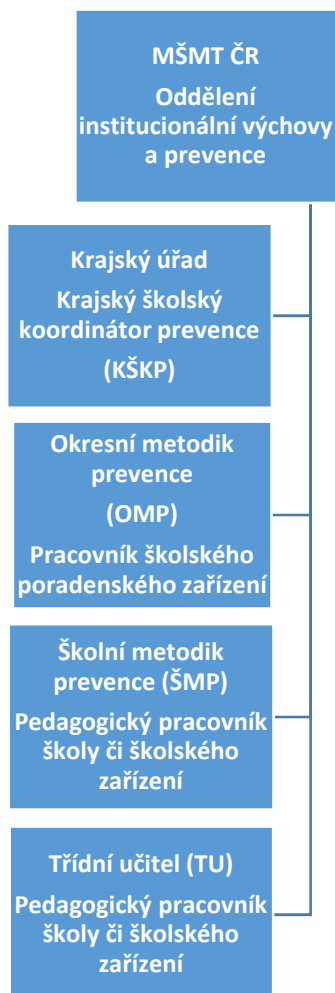 MŠMT ČR
Oddělení
institucionální výchovy
a prevence
Krajský úřad
Krajský školský
koordinátor prevence
(KŠKP)
Okresní metodik
prevence
(OMP)
Pracovník školského
poradenského zařízení
Školní metodik
prevence (ŠMP)
Pedagogický pracovník
školy či školského
zařízení
Třídní učitel (TU)
Pedagogický pracovník
školy či školského
zařízení